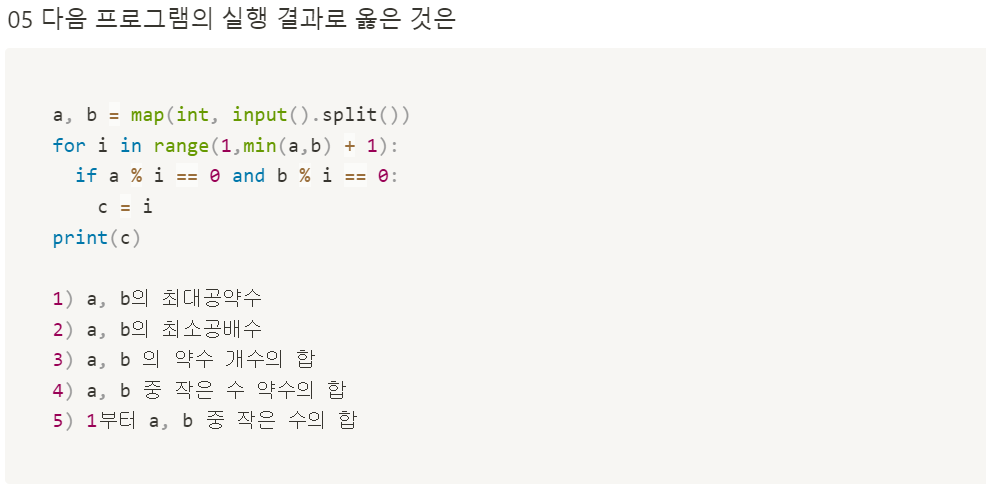 05 다음 프로그램의 실행 결과로 옳은 것은
a, b = map(int, input().split())
for i in range(1,min(a,b) + 1):
  if a % i == 0 and b % i == 0:
    c = i
print(c)
1) a, b의 최대공약수
2) a, b의 최소공배수
3) a, b 의 약수 개수의 합
4) a, b 중 작은 수 약수의 합
5) 1부터 a, b 중 작은 수의 합